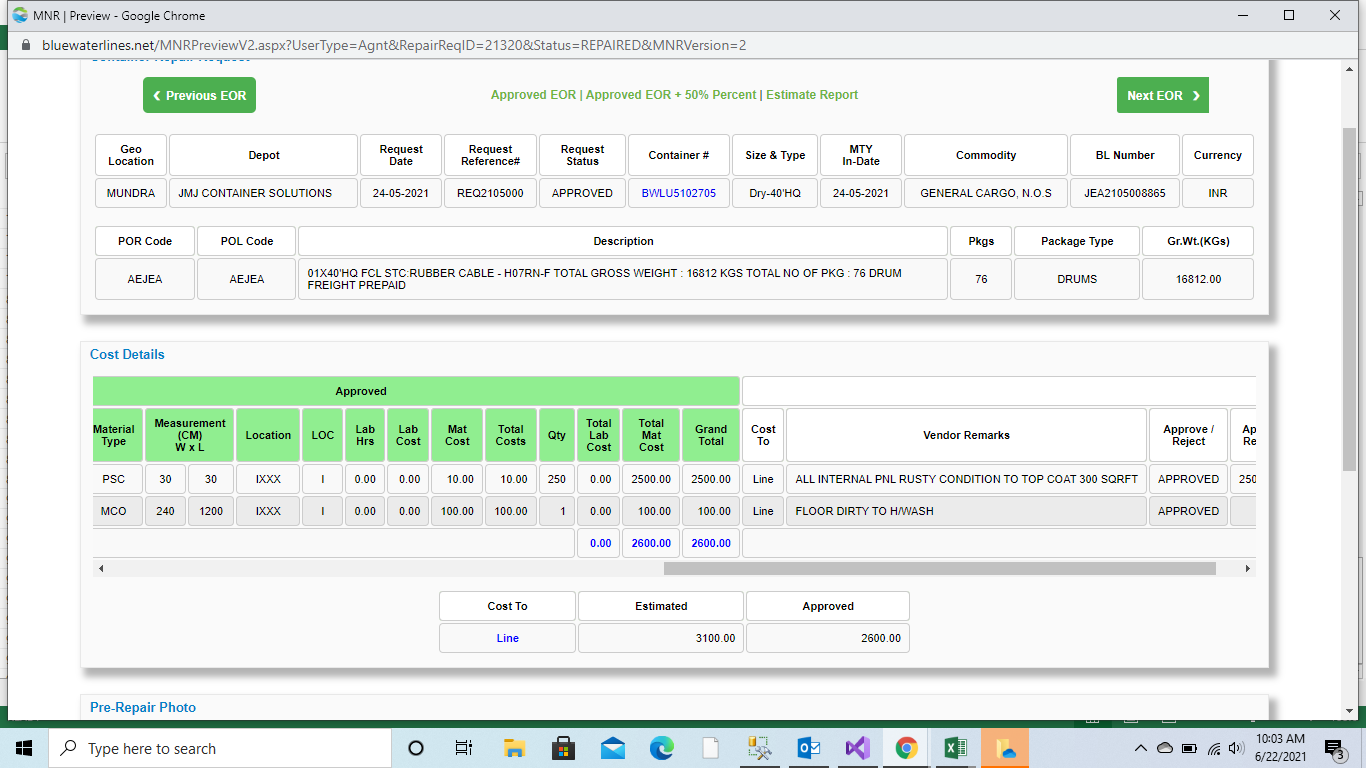 MNR | Preview - Google Chrome
bluewaterlines.net/MNRPreviewV2.aspx?UserType=Agnt&RepairReqID=21320&Status=REPAIRED&MNRVersion=2
Container Repair Request
Previous EOR
Approved EOR | Approved EOR + 50% Percent | Estimate Report
Next EOR
Geo Location Depot Request Date Request Reference# Request Status Container # Size & Type MTY In-Date Commodity BL Number Currency
MUNDRA JMJ CONTAINER SOLUTIONS 24-05-2021 REQ2105000 APPROVED BWLU5102705 Dry-40'HQ 24-05-2021 GENERAL CARGO, N.O.S JEA2105008865 INR
POR Code POL Code Description Pkgs Package Type Gr.Wt.(KGs)
AEJEA AEJEA 01X40'HQ FCL STC:RUBBER CABLE - H07RN-F TOTAL GROSS WEIGHT : 16812 KGS TOTAL NO OF PKG : 76 DRUM FREIGHT PREPAID 76 DRUMS 16812.00
Cost Details
Approved
Material Type Measurement (CM) W x L Location LOC Lab Hrs Lab Cost Mat Cost Total Costs Qty Total Lab Cost Total Mat Cost Grand Total Cost To Vendor Remarks Approve / Reject Ap Re
PSC 30 30 IXXX I 0.00 0.00 10.00 10.00 250 0.00 2500.00 2500.00 Line ALL INTERNAL PNL RUSTY CONDITION TO TOP COAT 300 SQRFT APPROVED 250
MCO 240 1200 IXXX I 0.00 0.00 100.00 100.00 1 0.00 100.00 100.00 Line FLOOR DIRTY TO H/WASH APPROVED
0.00 2600.00 2600.00
Cost To Estimated Approved
Line 3100.00 2600.00
Pre-Repair Photo
Type here to search
10:03 AM
6/22/2021
3